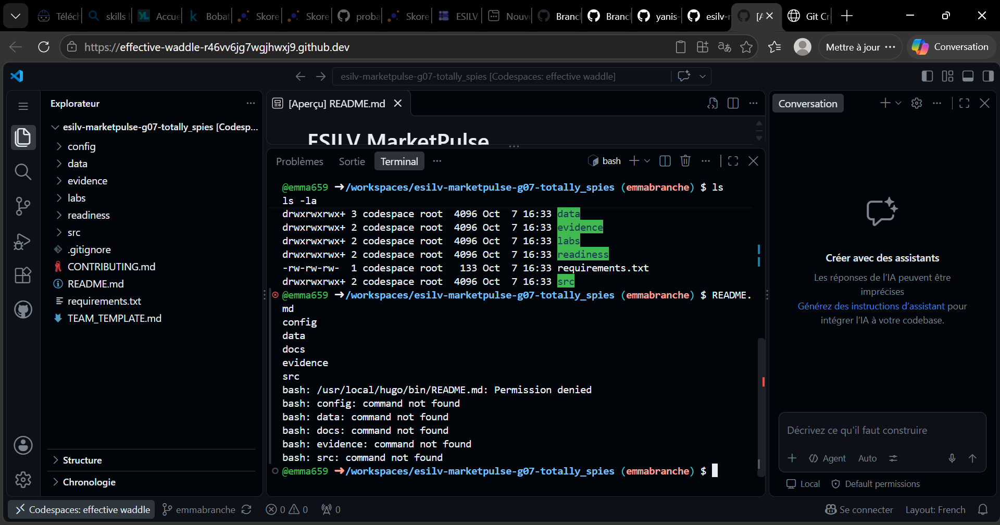 Téléch
skills
Accue
Bobat
Skore
Skore
proba
Skore
ESILV
Nouv
Branc
Branc
yanis-
esilv-r
[A
Git Cr
https://effective-waddle-r46vv6jg7wgjhwxj9.github.dev
Mettre à jour
Conversation
esilv-marketpulse-g07-totally_spies [Codespaces: effective waddle]
Explorateur
esilv-marketpulse-g07-totally_spies [Codesp...
config
data
evidence
labs
readiness
src
.gitignore
CONTRIBUTING.md
README.md
requirements.txt
TEAM_TEMPLATE.md
Structure
Chronologie
[Aperçu] README.md
ESILV MarketPulse
Problèmes
Sortie
Terminal
bash
@emma659 ➜/workspaces/esilv-marketpulse-g07-totally_spies (emmabranche) $ ls
ls -la
drwxrwxrwx+ 3 codespace root  4096 Oct  7 16:33 data
drwxrwxrwx+ 2 codespace root  4096 Oct  7 16:33 evidence
drwxrwxrwx+ 2 codespace root  4096 Oct  7 16:33 labs
drwxrwxrwx+ 2 codespace root  4096 Oct  7 16:33 readiness
-rw-rw-rw-  1 codespace root   133 Oct  7 16:33 requirements.txt
drwxrwxrwx+ 2 codespace root  4096 Oct  7 16:33 src
@emma659 ➜/workspaces/esilv-marketpulse-g07-totally_spies (emmabranche) $ README.
md
config
data
docs
evidence
src
bash: /usr/local/hugo/bin/README.md: Permission denied
bash: config: command not found
bash: data: command not found
bash: docs: command not found
bash: evidence: command not found
bash: src: command not found
@emma659 ➜/workspaces/esilv-marketpulse-g07-totally_spies (emmabranche) $
Conversation
Créer avec des assistants
Les réponses de l'IA peuvent être
imprécises
Générez des instructions d'assistant pour
intégrer l'IA à votre codebase.
Décrivez ce qu'il faut construire
Agent
Auto
Local
Default permissions
Codespaces: effective waddle
emmabranche
0
0
0
Se connecter
Layout: French